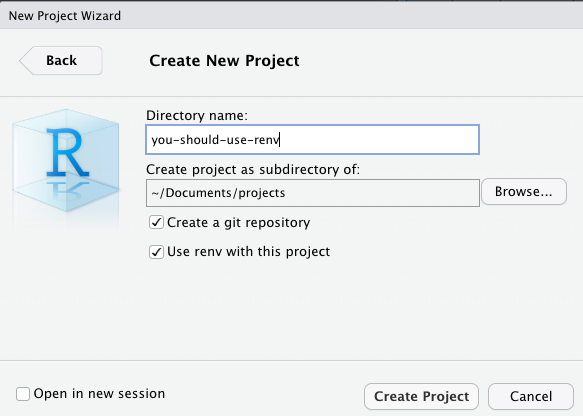 New Project Wizard
Back
Create New Project
R
Directory name:
you-should-use-renv
Create project as subdirectory of:
~/Documents/projects
Browse...
Create a git repository
Use renv with this project
Open in new session
Create Project
Cancel